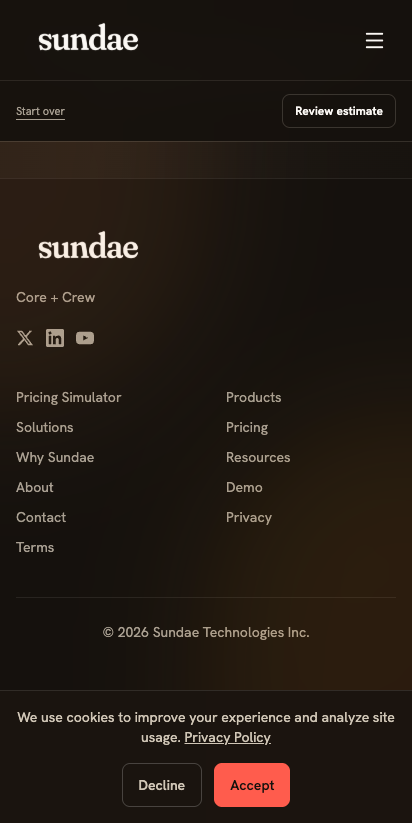 sundae
Start over
Review estimate
sundae
Core + Crew
Pricing Simulator
Products
Solutions
Pricing
Why Sundae
Resources
About
Demo
Contact
Privacy
Terms
© 2026 Sundae Technologies Inc.
We use cookies to improve your experience and analyze site
usage. Privacy Policy
Decline
Accept